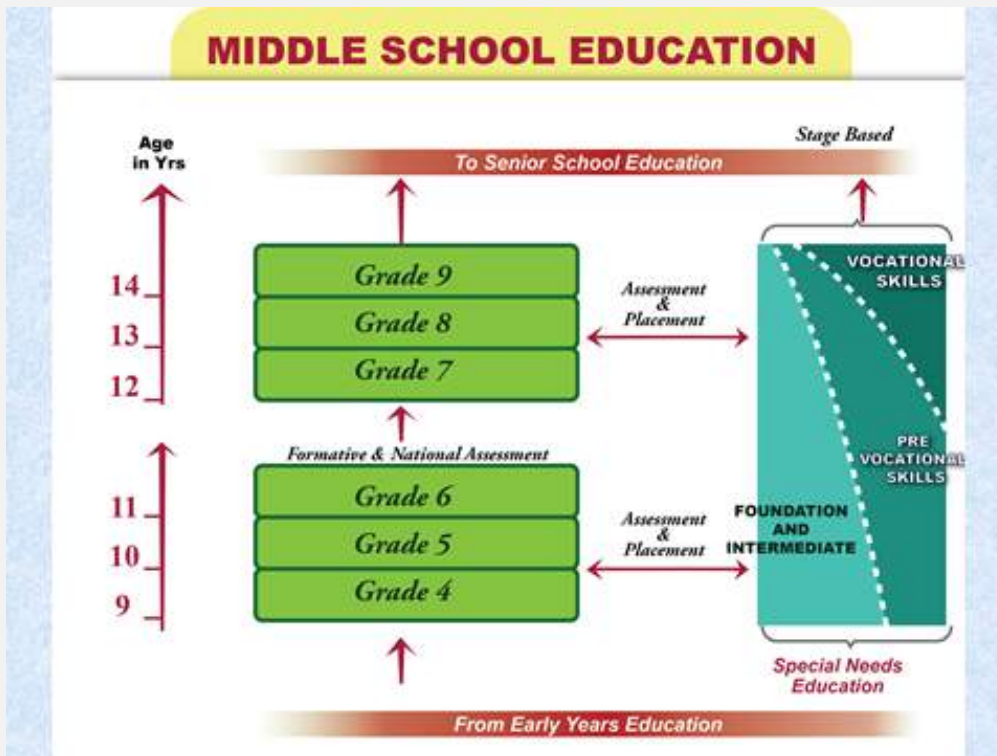 MIDDLE SCHOOL EDUCATION
Age
in Yrs
Stage Based
To Senior School Education
14
13
12
Grade 9
Grade 8
Grade 7
Assessment
&
Placement
VOCATIONAL
SKILLS
Formative & National Assessment
11
10
9
Grade 6
Grade 5
Grade 4
Assessment
&
Placement
PRE
VOCATIONAL
SKILLS
FOUNDATION
AND
INTERMEDIATE
Special Needs
Education
From Early Years Education